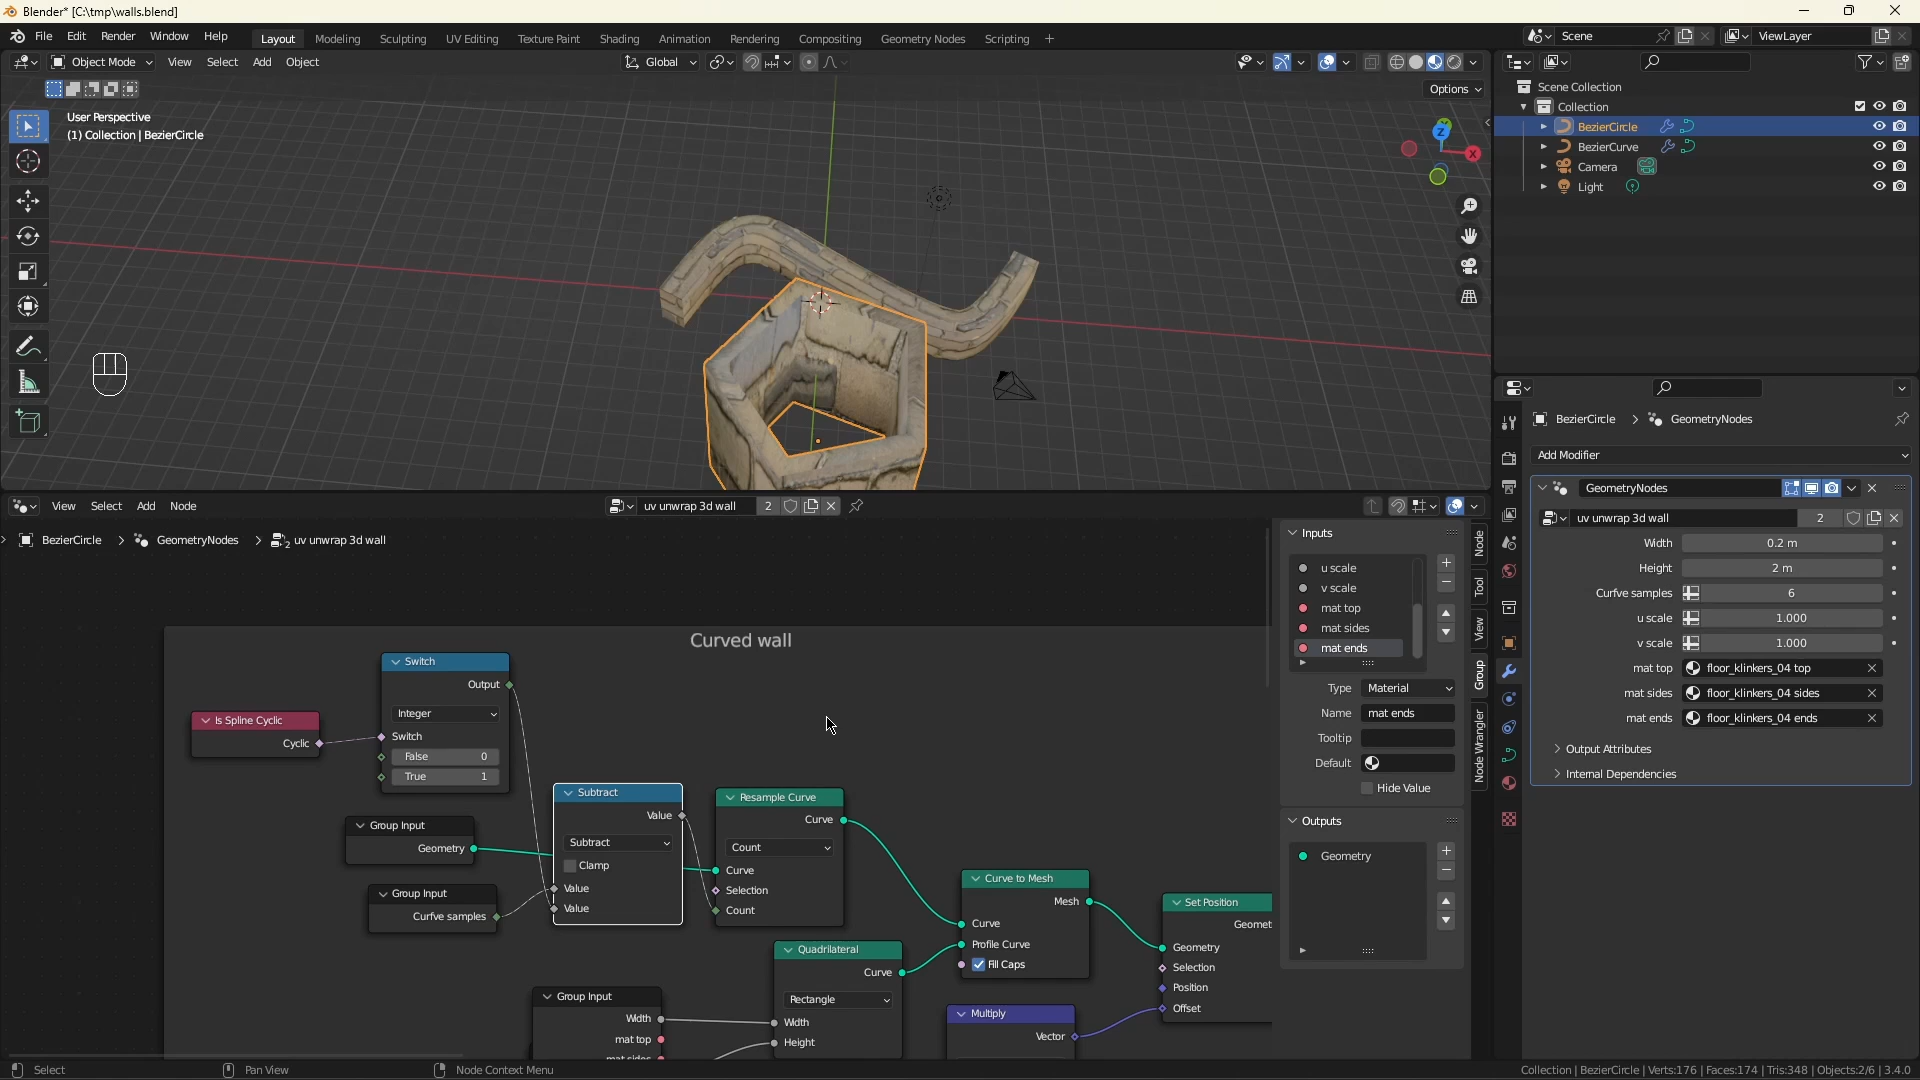 Blender* [C:\tmp\walls.blend]
File Edit Render Window Help Layout Modeling Sculpting UV Editing Texture Paint Shading Animation Rendering Compositing Geometry Nodes Scripting + Scene ViewLayer
Object Mode View Select Add Object Global
Options
User Perspective
(1) Collection | BezierCircle
Z
X
Scene Collection
Collection
BezierCircle
BezierCurve
Camera
Light
BezierCircle > GeometryNodes
Add Modifier
GeometryNodes
uv unwrap 3d wall 2
Width 0.2 m
Height 2 m
Curfve samples 6
u scale 1.000
v scale 1.000
mat top floor_klinkers_04 top
mat sides floor_klinkers_04 sides
mat ends floor_klinkers_04 ends
Output Attributes
Internal Dependencies
View Select Add Node uv unwrap 3d wall 2
BezierCircle > GeometryNodes > 2 uv unwrap 3d wall
Curved wall
Switch
Output
Integer
Switch
False 0
True 1
Is Spline Cyclic
Cyclic
Group Input
Geometry
Group Input
Curfve samples
Subtract
Value
Subtract
Clamp
Value
Value
Resample Curve
Curve
Count
Curve
Selection
Count
Quadrilateral
Curve
Rectangle
Width
Height
Group Input
Width
mat top
mat sides
Curve to Mesh
Mesh
Curve
Profile Curve
Fill Caps
Multiply
Vector
Set Position
Geomet
Geometry
Selection
Position
Offset
Inputs
u scale
v scale
mat top
mat sides
mat ends
Type Material
Name mat ends
Tooltip
Default
Hide Value
Outputs
Geometry
Node
Tool
View
Group
Node Wrangler
Select Pan View Node Context Menu
Collection | BezierCircle | Verts:176 | Faces:174 | Tris:348 | Objects:2/6 | 3.4.0